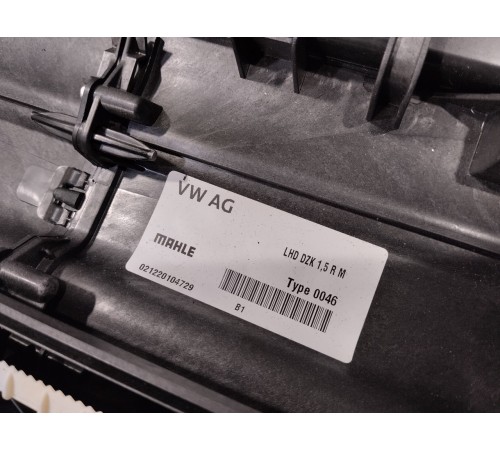 VW AG
MAHLE
LHD DZK 1,5 R M
021220104729
Type 0046
B1